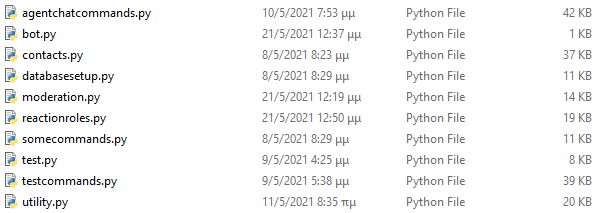 agentchatcommands.py 10/5/2021 7:53 μμ Python File 42 KB
bot.py 21/5/2021 12:37 μμ Python File 1 KB
contacts.py 8/5/2021 8:23 μμ Python File 37 KB
databasesetup.py 8/5/2021 8:29 μμ Python File 11 KB
moderation.py 21/5/2021 12:19 μμ Python File 14 KB
reactionroles.py 21/5/2021 12:50 μμ Python File 19 KB
somecommands.py 8/5/2021 8:29 μμ Python File 11 KB
test.py 9/5/2021 4:25 μμ Python File 8 KB
testcommands.py 9/5/2021 5:38 μμ Python File 39 KB
utility.py 11/5/2021 8:35 πμ Python File 20 KB